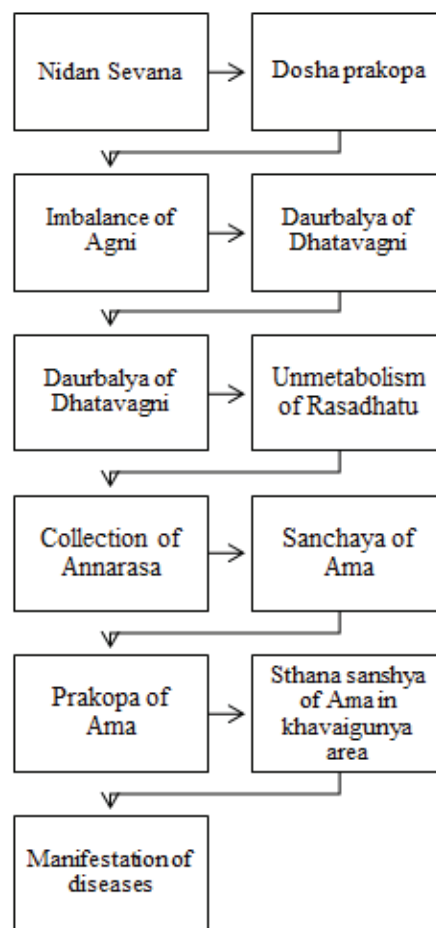 Nidan Sevana
Dosha prakopa
Imbalance of
Agni
Daurbalya of
Dhatavagni
Daurbalya of
Dhatavagni
Unmetabolism
of Rasadhatu
Collection of
Annarasa
Sanchaya of
Ama
Prakopa of
Ama
Sthana sanshya
of Ama in
khavaigunya
area
Manifestation of
diseases